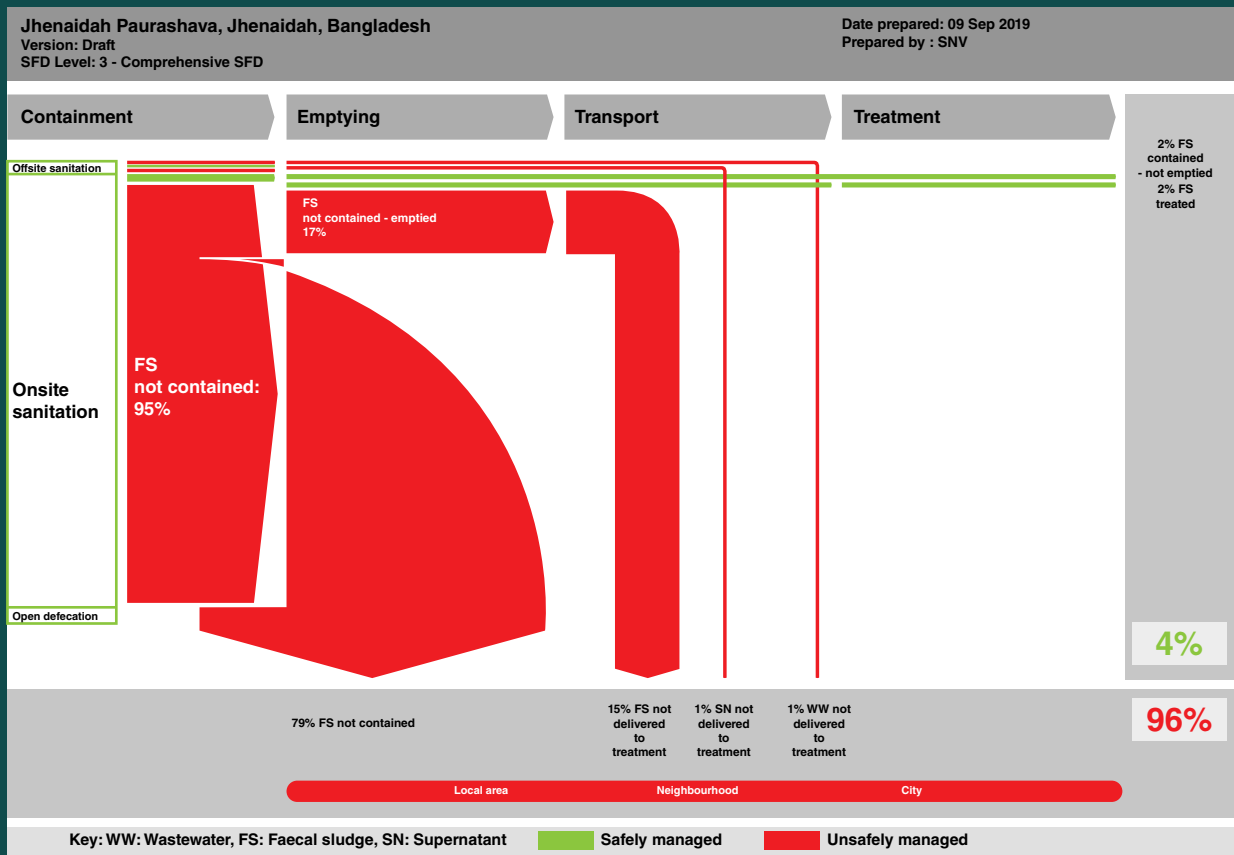 Jhenaidah Paurashava, Jhenaidah, Bangladesh
Version: Draft
SFD Level: 3 - Comprehensive SFD
Date prepared: 09 Sep 2019
Prepared by : SNV
Containment
Emptying
Transport
Treatment
Offsite sanitation
Onsite
sanitation
Open defecation
FS
not contained:
95%
FS
not contained - emptied
17%
2% FS
contained
- not emptied
2% FS
treated
4%
79% FS not contained
15% FS not
delivered
to
treatment
1% SN not
delivered
to
treatment
1% WW not
delivered
to
treatment
96%
Local area
Neighbourhood
City
Key: WW: Wastewater, FS: Faecal sludge, SN: Supernatant
Safely managed
Unsafely managed